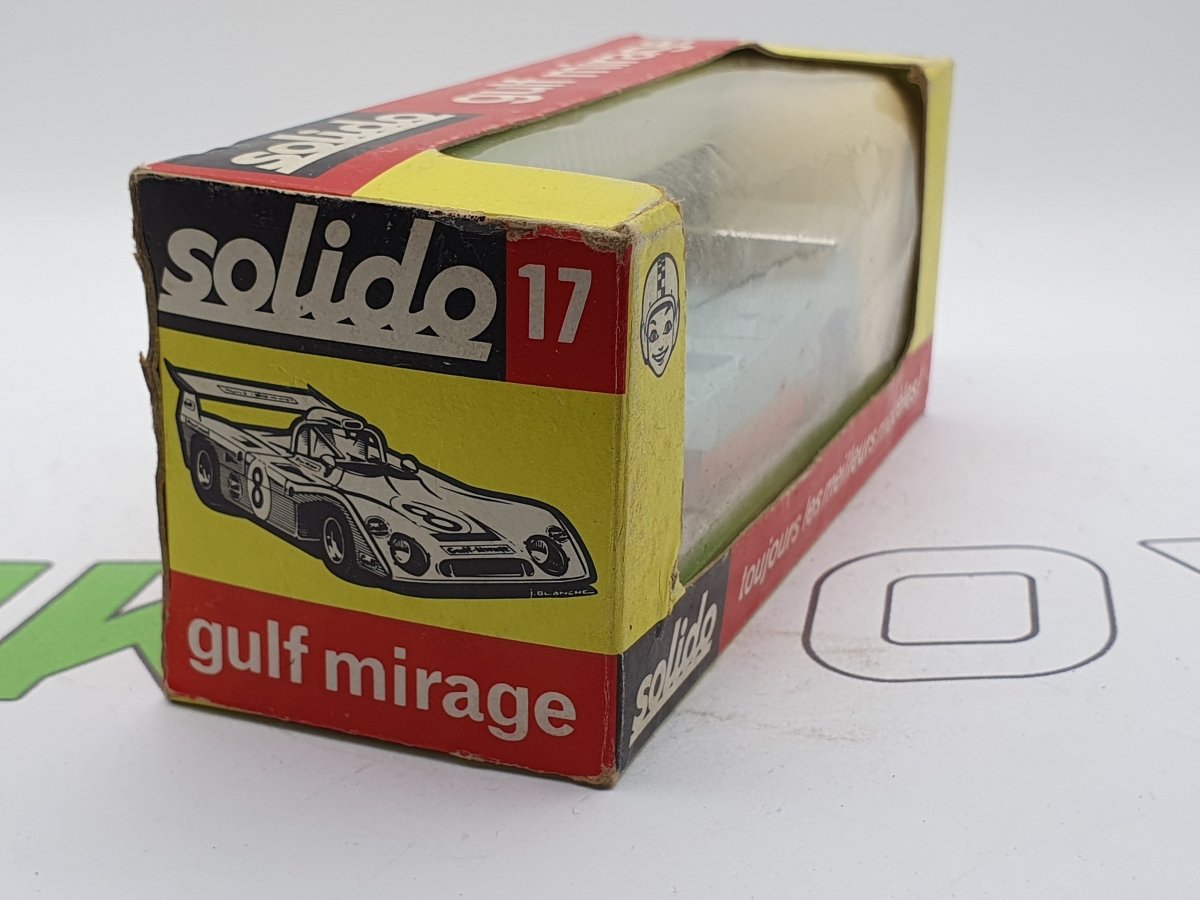 solido
gulf mirage
solido
17
8
8
Gulf-Mirage
J. BLANCHE
gulf mirage
solido
toujours les meilleurs modèles!